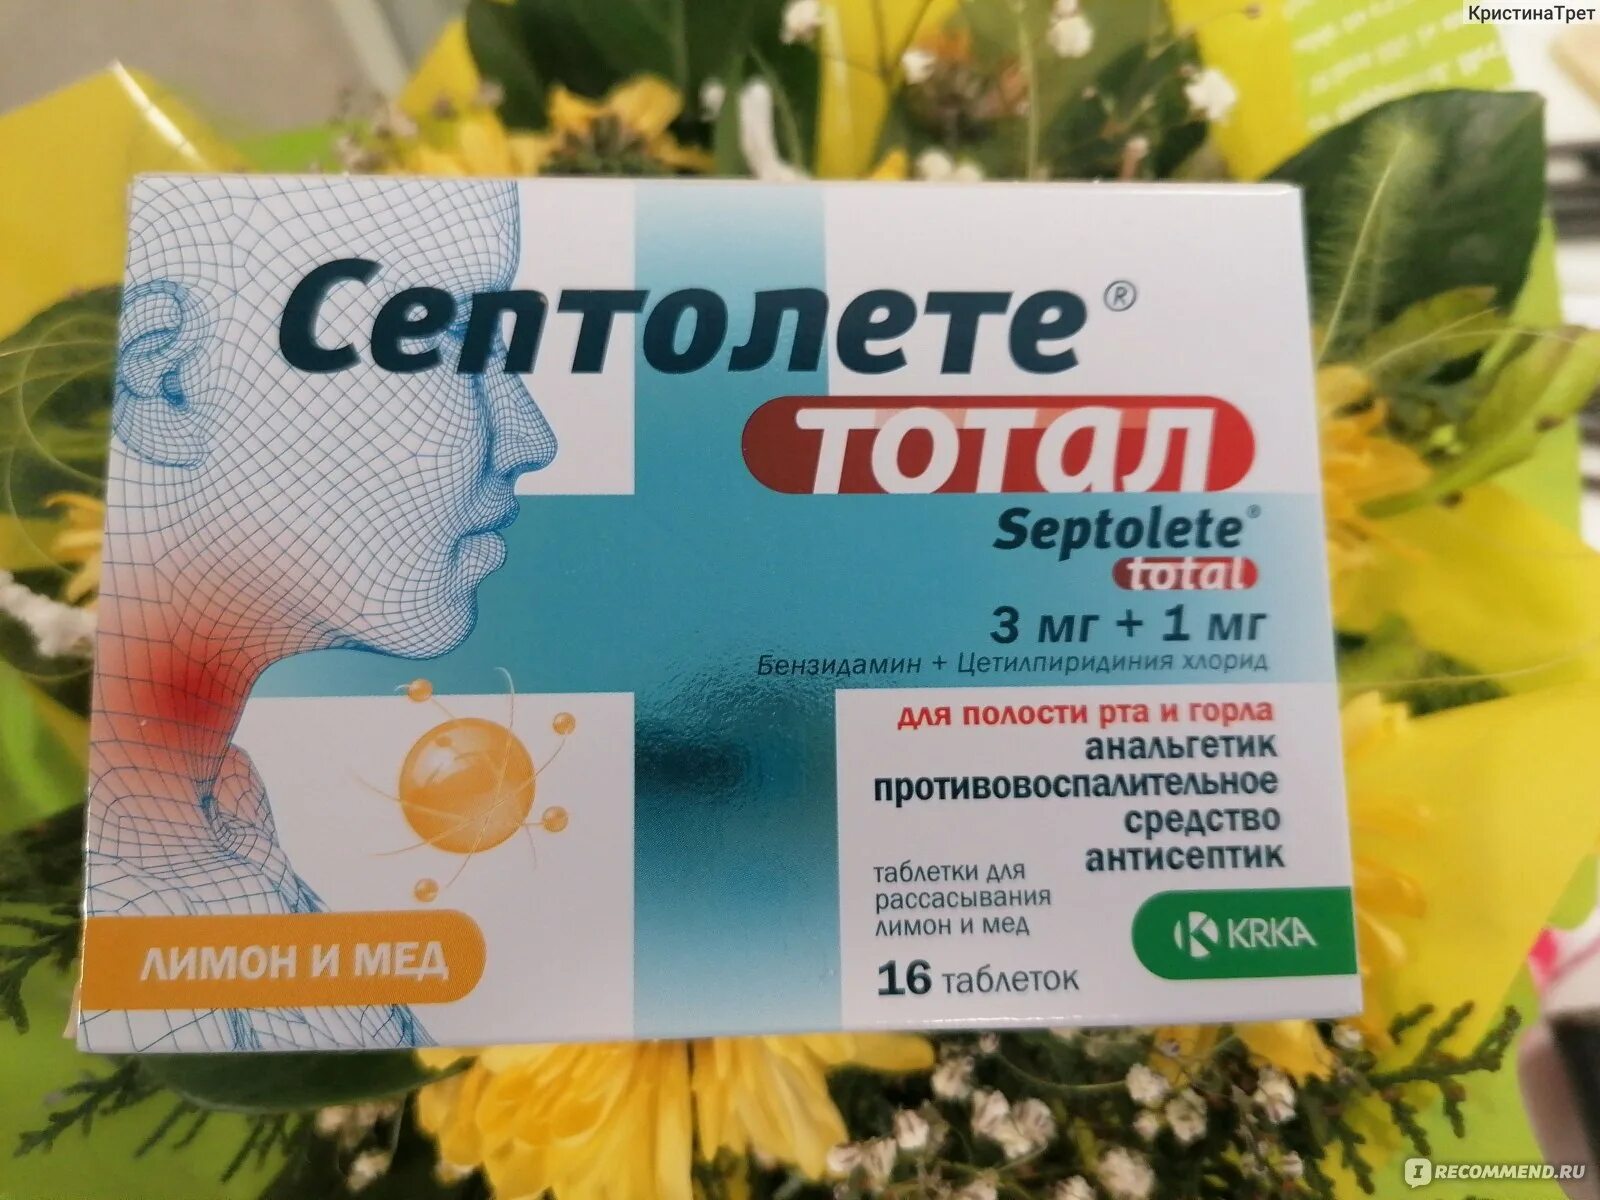 КристинаТрет
Септолете®
тотал
Septolete®
total
3 мг + 1 мг
Бензидамин + Цетилпиридиния хлорид
для полости рта и горла
анальгетик
противовоспалительное
средство
антисептик
таблетки для
рассасывания
лимон и мед
16 таблеток
KRKA
ЛИМОН И МЕД
IRECOMMEND.RU